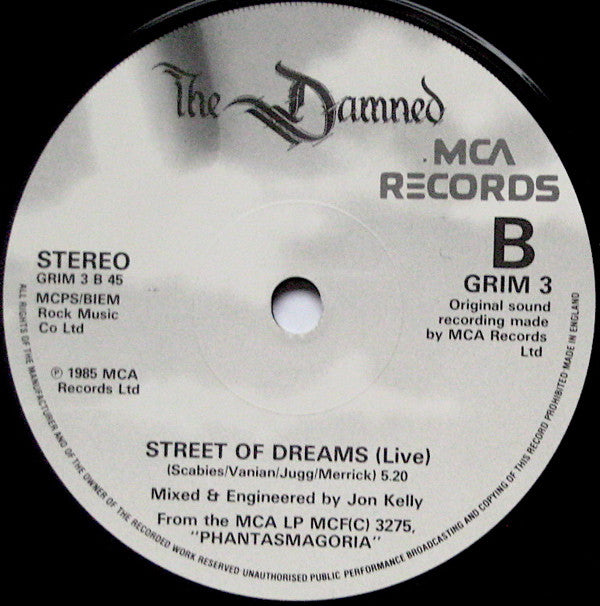 The Damned
MCA
RECORDS
B
STEREO
GRIM 3 B 45
MCPS/BIEM
Rock Music
Co Ltd
GRIM 3
Original sound
recording made
by MCA Records
Ltd
℗ 1985 MCA
Records Ltd
STREET OF DREAMS (Live)
(Scabies/Vanian/Jugg/Merrick) 5.20
Mixed & Engineered by Jon Kelly
From the MCA LP MCF(C) 3275,
"PHANTASMAGORIA"
ALL RIGHTS OF THE MANUFACTURER AND OF THE OWNER OF THE RECORDED WORK RESERVED UNAUTHORISED PUBLIC PERFORMANCE BROADCASTING AND COPYING OF THIS RECORD PROHIBITED MADE IN ENGLAND